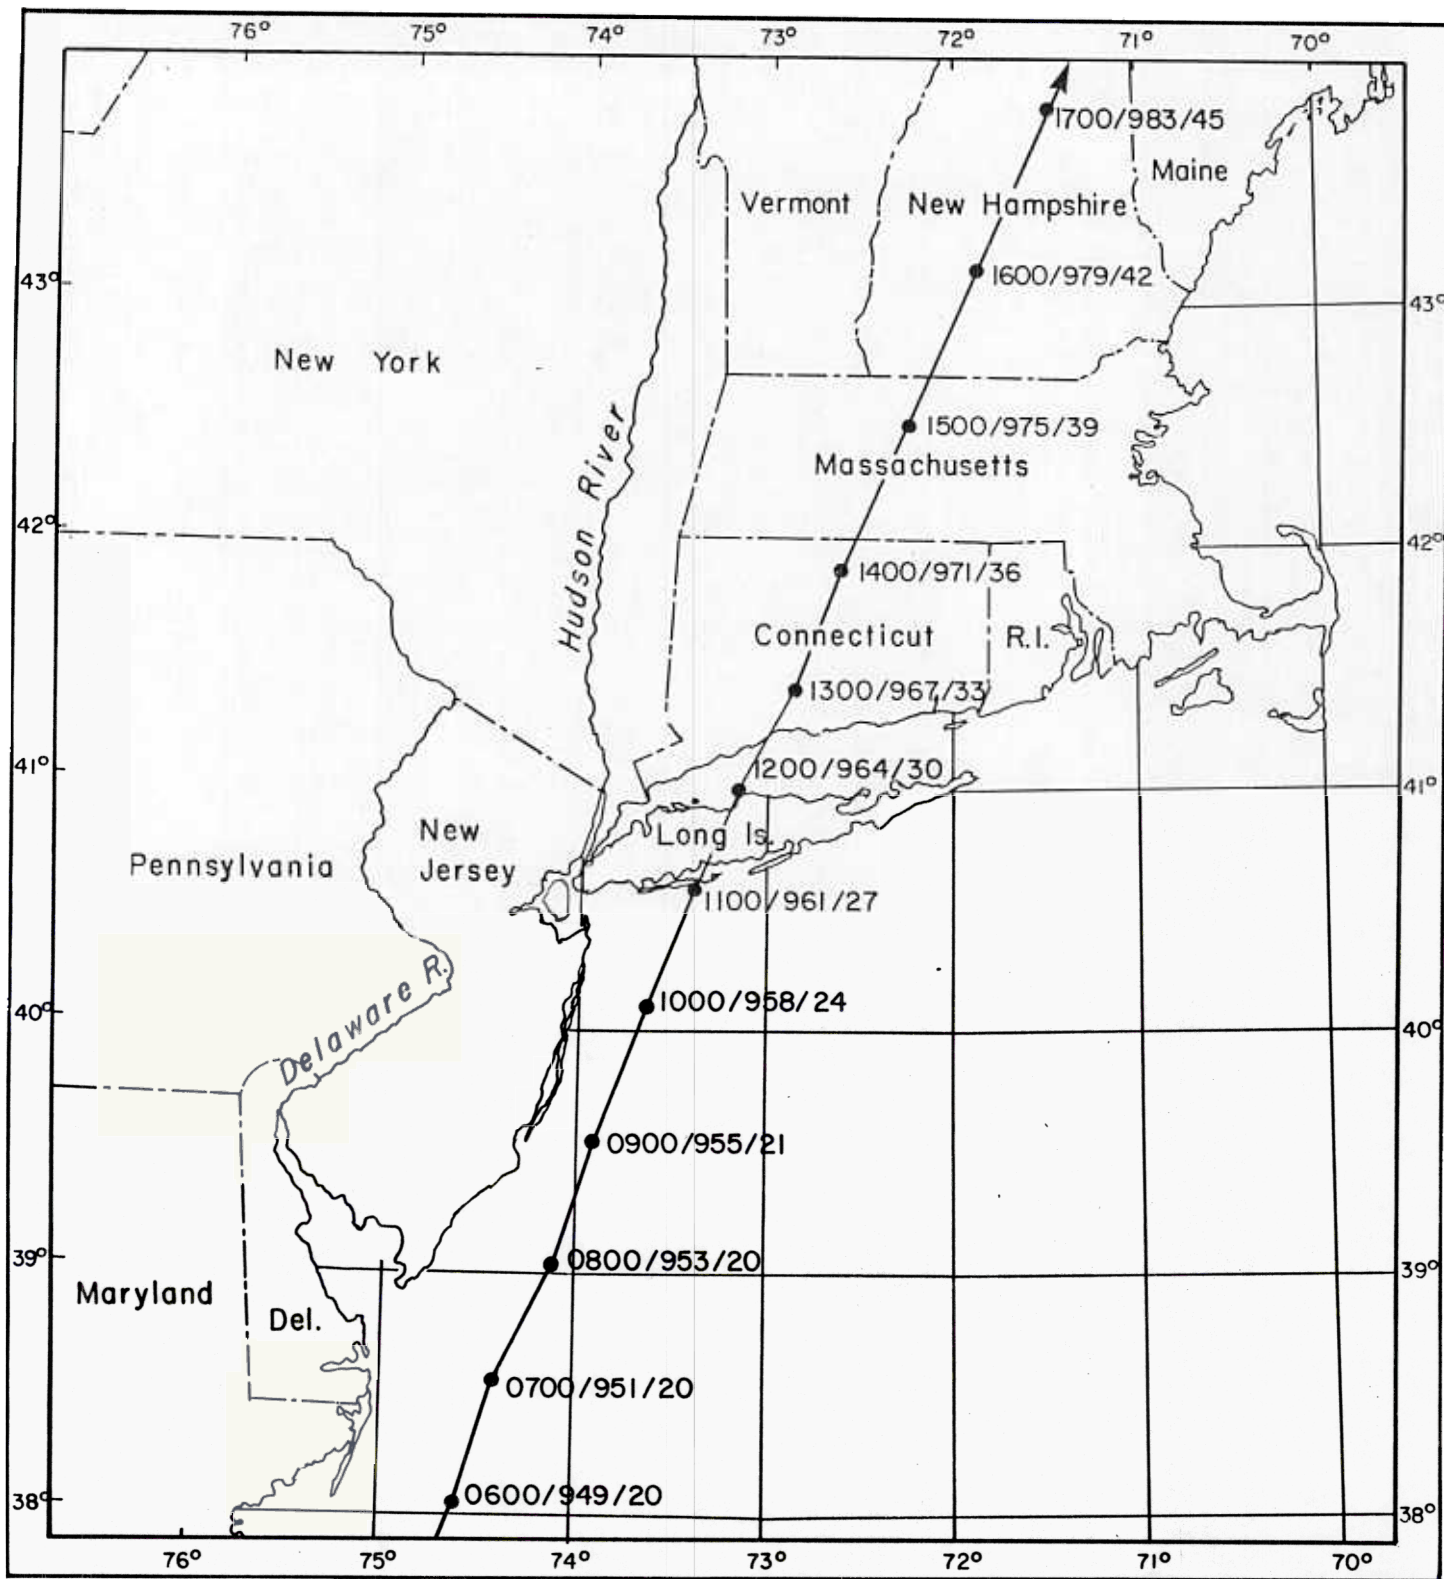 76° 75° 74° 73° 72° 71° 70°
1700/983/45
Maine
Vermont New Hampshire
1600/979/42
43° 43°
New York
Hudson River
1500/975/39
Massachusetts
42° 42°
1400/971/36
Connecticut R.I.
1300/967/33
41° 1200/964/30 41°
New Jersey
Long Is.
Pennsylvania
1100/961/27
Delaware R.
1000/958/24
40° 40°
0900/955/21
39° 0800/953/20 39°
Maryland
Del.
0700/951/20
38° 0600/949/20 38°
76° 75° 74° 73° 72° 71° 70°